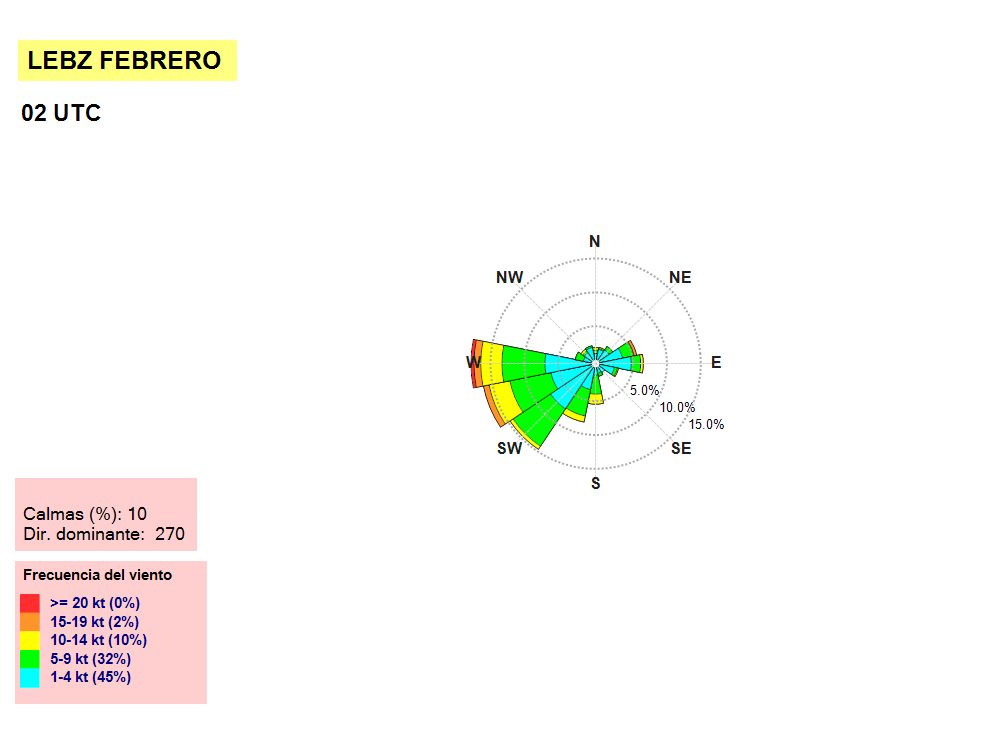 LEBZ FEBRERO
02 UTC
N
NW
NE
W
E
5.0%
10.0%
15.0%
SW
SE
S
Calmas (%): 10
Dir. dominante: 270
Frecuencia del viento
>= 20 kt (0%)
15-19 kt (2%)
10-14 kt (10%)
5-9 kt (32%)
1-4 kt (45%)